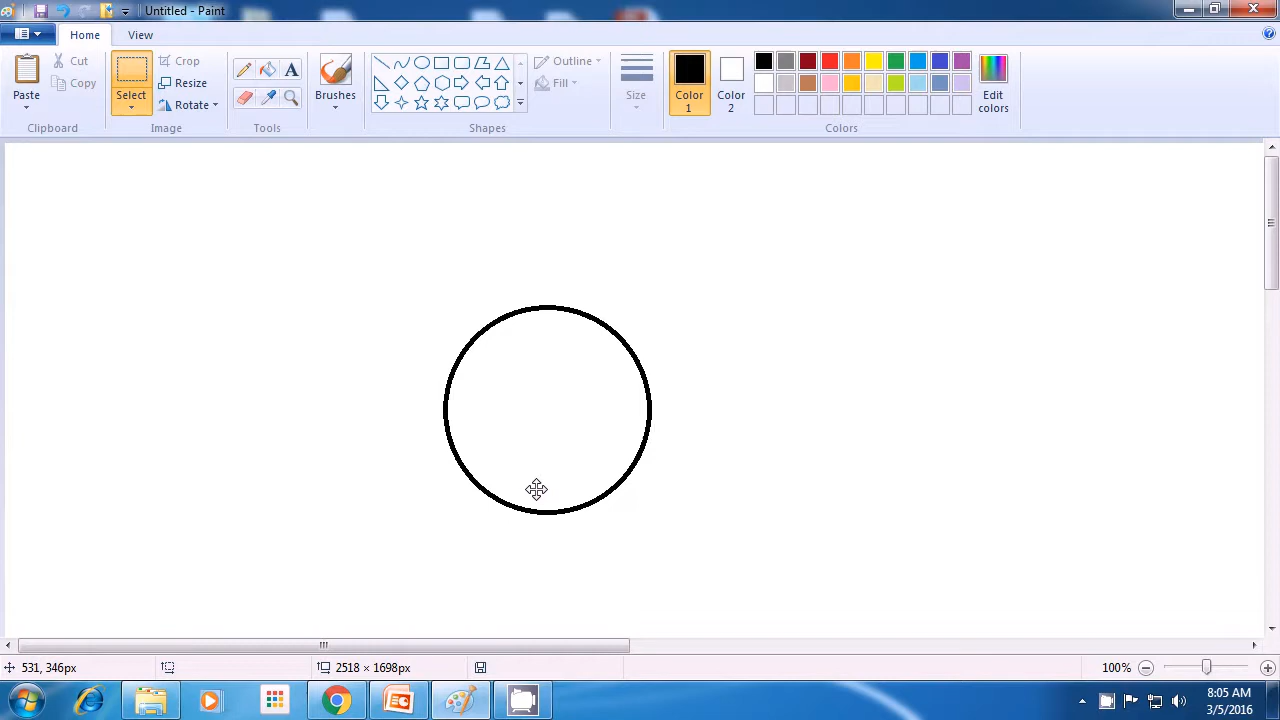 Untitled - Paint
Home View
Paste
Cut
Copy
Clipboard
Select
Crop
Resize
Rotate
Image
A
Tools
Brushes
Outline
Fill
Shapes
Size
Color 1
Color 2
Edit colors
Colors
531, 346px
2518 × 1698px
100%
8:05 AM
3/5/2016